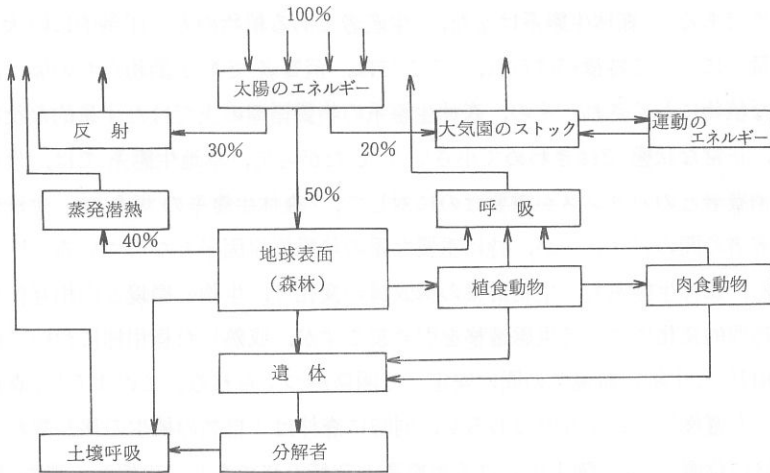 100%
太陽のエネルギー
反射
30%
20%
大気園のストック
運動の
エネルギー
50%
蒸発潜熱
40%
呼吸
地球表面
(森林)
植食動物
肉食動物
遺体
土壌呼吸
分解者